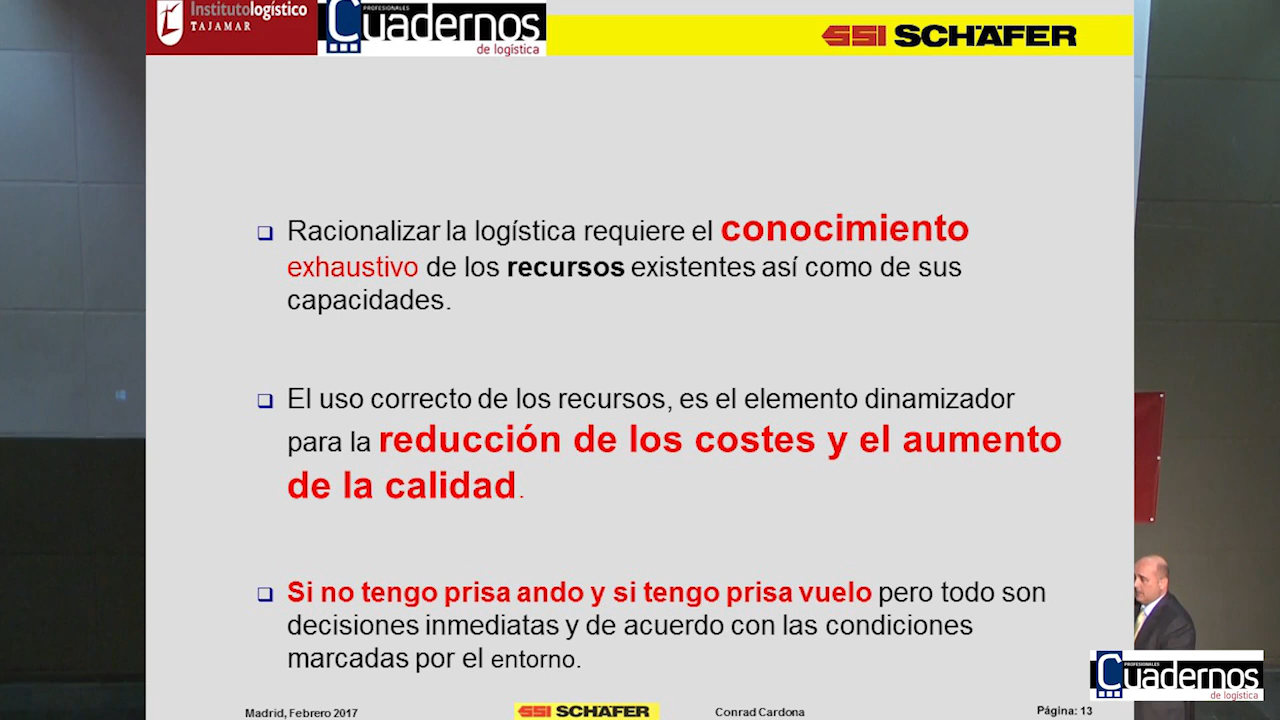 Institutologístico
TAJAMAR
PROFESIONALES
Cuadernos
de logística
SSI SCHÄFER
Racionalizar la logística requiere el conocimiento
exhaustivo de los recursos existentes así como de sus
capacidades.
El uso correcto de los recursos, es el elemento dinamizador
para la reducción de los costes y el aumento
de la calidad.
Si no tengo prisa ando y si tengo prisa vuelo pero todo son
decisiones inmediatas y de acuerdo con las condiciones
marcadas por el entorno.
Madrid, Febrero 2017
SSI SCHÄFER
Conrad Cardona
Página: 13
PROFESIONALES
Cuadernos
de logística